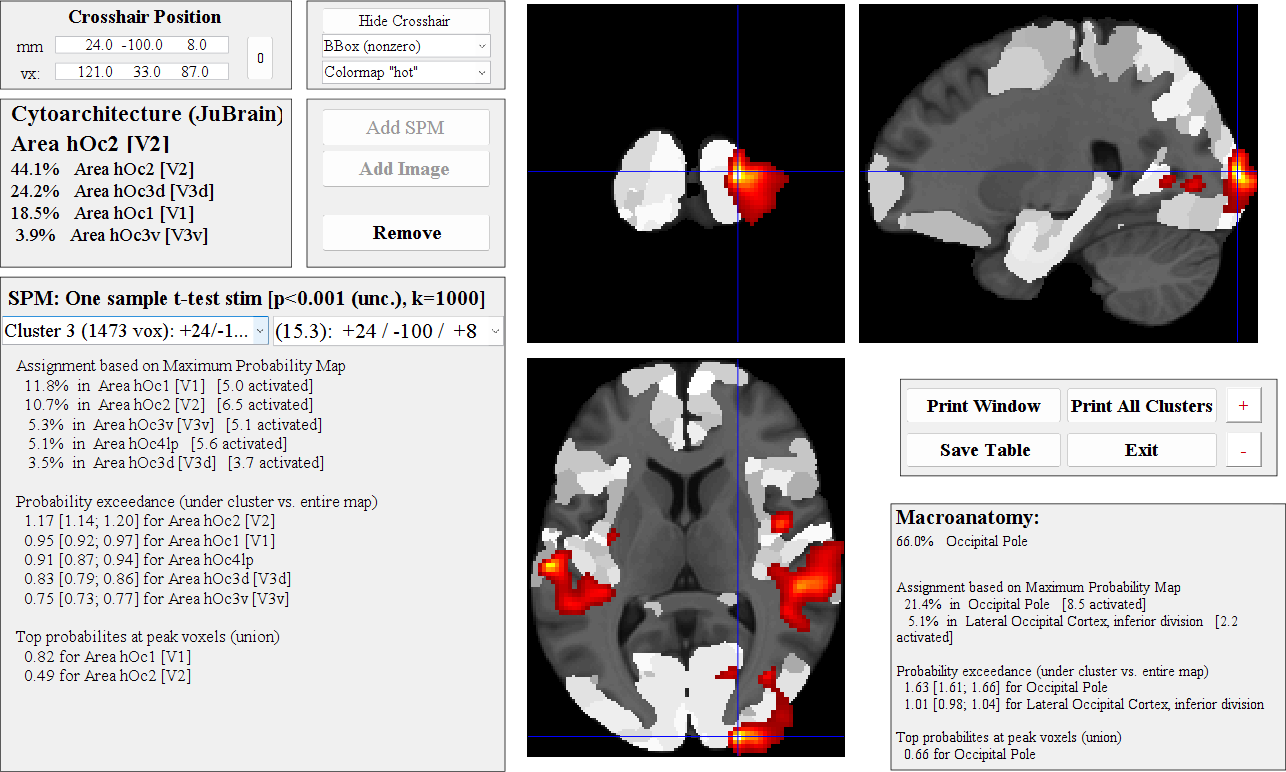 Crosshair Position
mm 24.0 -100.0 8.0
vx: 121.0 33.0 87.0
0
Hide Crosshair
BBox (nonzero)
Colormap "hot"
Cytoarchitecture (JuBrain)
Area hOc2 [V2]
44.1% Area hOc2 [V2]
24.2% Area hOc3d [V3d]
18.5% Area hOc1 [V1]
3.9% Area hOc3v [V3v]
Add SPM
Add Image
Remove
SPM: One sample t-test stim [p<0.001 (unc.), k=1000]
Cluster 3 (1473 vox): +24/-1... (15.3): +24 / -100 / +8
Assignment based on Maximum Probability Map
11.8% in Area hOc1 [V1] [5.0 activated]
10.7% in Area hOc2 [V2] [6.5 activated]
5.3% in Area hOc3v [V3v] [5.1 activated]
5.1% in Area hOc4lp [5.6 activated]
3.5% in Area hOc3d [V3d] [3.7 activated]
Probability exceedance (under cluster vs. entire map)
1.17 [1.14; 1.20] for Area hOc2 [V2]
0.95 [0.92; 0.97] for Area hOc1 [V1]
0.91 [0.87; 0.94] for Area hOc4lp
0.83 [0.79; 0.86] for Area hOc3d [V3d]
0.75 [0.73; 0.77] for Area hOc3v [V3v]
Top probabilites at peak voxels (union)
0.82 for Area hOc1 [V1]
0.49 for Area hOc2 [V2]
Print Window
Print All Clusters
+
Save Table
Exit
-
Macroanatomy:
66.0% Occipital Pole
Assignment based on Maximum Probability Map
21.4% in Occipital Pole [8.5 activated]
5.1% in Lateral Occipital Cortex, inferior division [2.2
activated]
Probability exceedance (under cluster vs. entire map)
1.63 [1.61; 1.66] for Occipital Pole
1.01 [0.98; 1.04] for Lateral Occipital Cortex, inferior division
Top probabilites at peak voxels (union)
0.66 for Occipital Pole